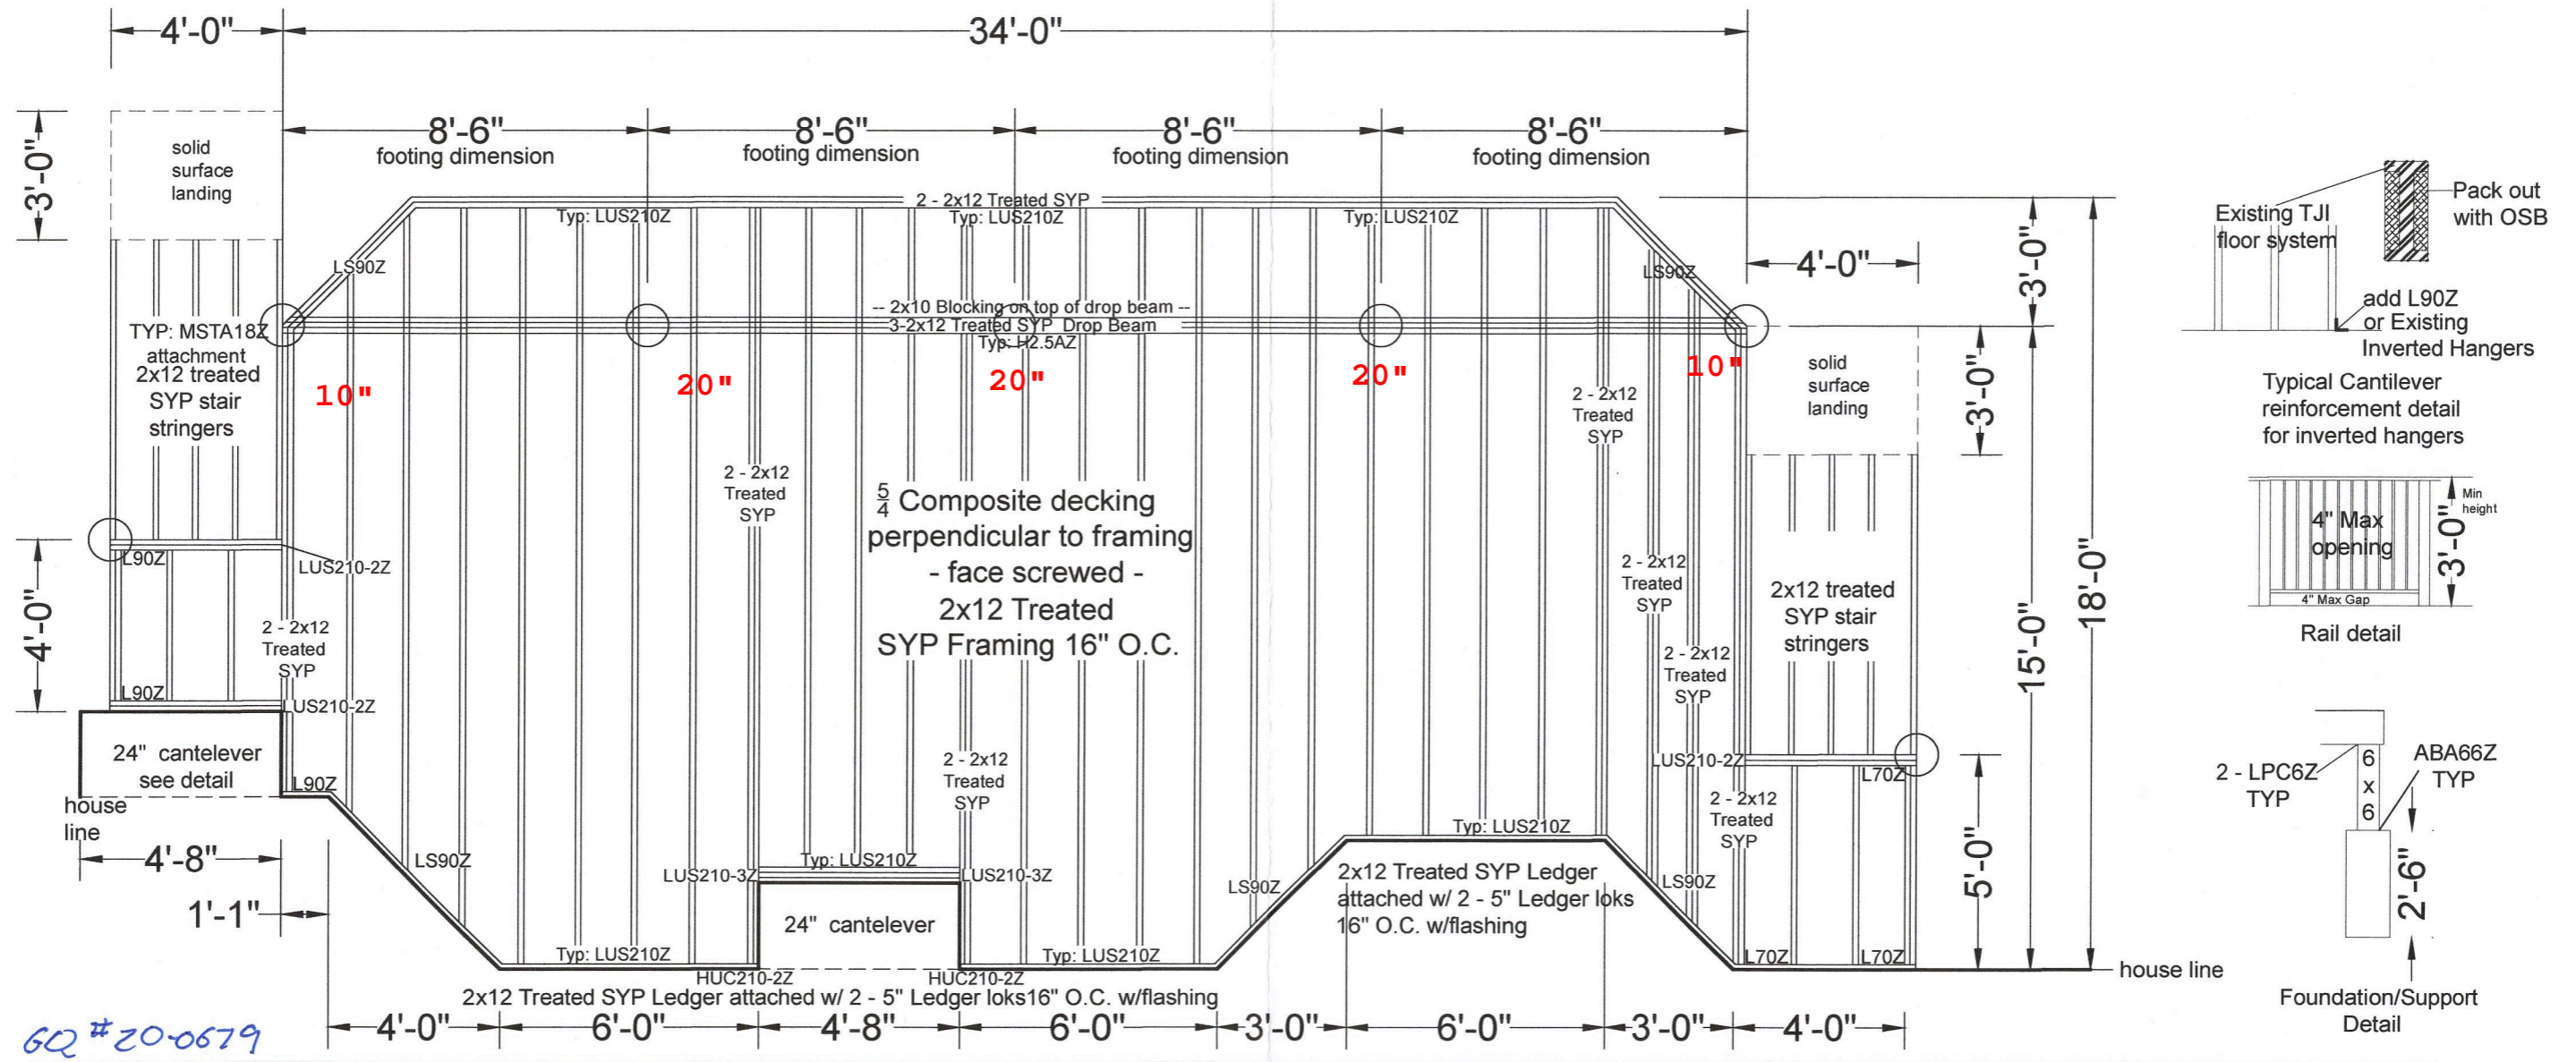 4'-0"
34'-0"
8'-6"
footing dimension
8'-6"
footing dimension
8'-6"
footing dimension
8'-6"
footing dimension
3'-0"
solid
surface
landing
2 - 2x12 Treated SYP
Typ: LUS210Z
Typ: LUS210Z
Typ: LUS210Z
LS90Z
LS90Z
4'-0"
3'-0"
18'-0"
-- 2x10 Blocking on top of drop beam --
3-2x12 Treated SYP Drop Beam
Typ: H2.5AZ
TYP: MSTA18Z
attachment
2x12 treated
SYP stair
stringers
10"
20"
20"
20"
10"
solid
surface
landing
3'-0"
2 - 2x12
Treated
SYP
2 - 2x12
Treated
SYP
5/4 Composite decking
perpendicular to framing
- face screwed -
2x12 Treated
SYP Framing 16" O.C.
2 - 2x12
Treated
SYP
2 - 2x12
Treated
SYP
2x12 treated
SYP stair
stringers
15'-0"
L90Z
LUS210-2Z
4'-0"
2 - 2x12
Treated
SYP
L90Z
LUS210-2Z
24" cantelever
see detail
house
line
L90Z
4'-8"
1'-1"
LS90Z
2 - 2x12
Treated
SYP
LUS210-3Z
Typ: LUS210Z
LUS210-3Z
24" cantelever
Typ: LUS210Z
Typ: LUS210Z
HUC210-2Z
HUC210-2Z
LS90Z
Typ: LUS210Z
2x12 Treated SYP Ledger
attached w/ 2 - 5" Ledger loks
16" O.C. w/flashing
LUS210-2Z
L70Z
2 - 2x12
Treated
SYP
LS90Z
5'-0"
L70Z
L70Z
house line
2x12 Treated SYP Ledger attached w/ 2 - 5" Ledger loks16" O.C. w/flashing
4'-0"
6'-0"
4'-8"
6'-0"
3'-0"
6'-0"
3'-0"
4'-0"
GQ #20-0679
Existing TJI
floor system
Pack out
with OSB
add L90Z
or Existing
Inverted Hangers
Typical Cantilever
reinforcement detail
for inverted hangers
4" Max
opening
4" Max Gap
3'-0"
Min
height
Rail detail
2 - LPC6Z
TYP
6
x
6
ABA66Z
TYP
2'-6"
Foundation/Support
Detail